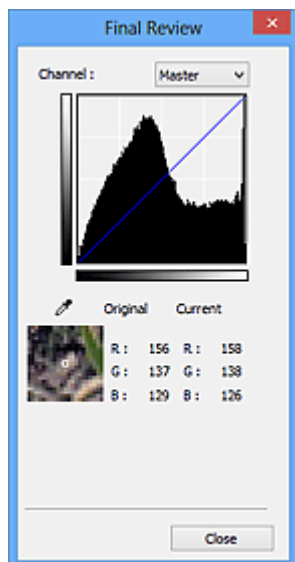 Final Review
Channel :
Master
Original Current
R : 156 R : 158
G : 137 G : 138
B : 129 B : 126
Close